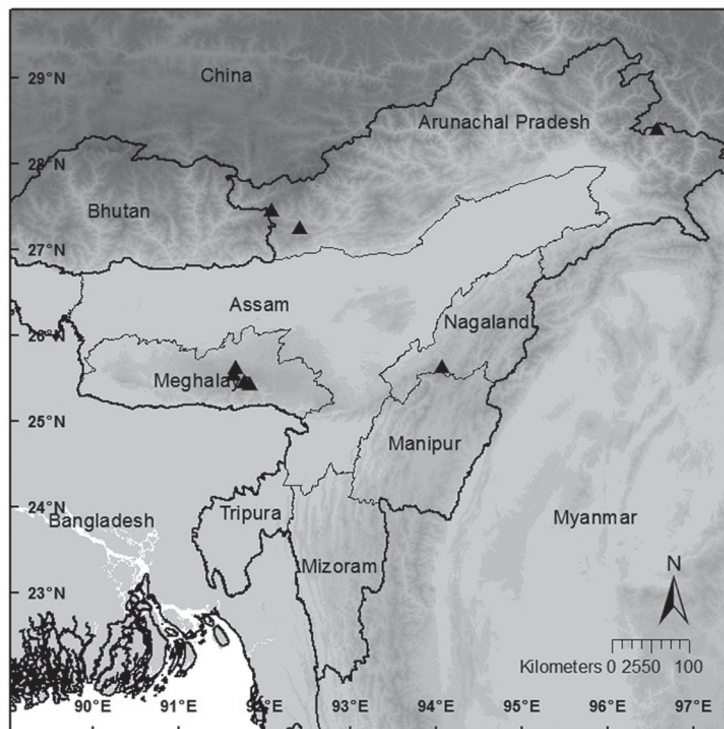 29°N
China
Arunachal Pradesh
28°N
Bhutan
27°N
Assam
Nagaland
26°N
Meghalaya
25°N
Manipur
24°N
Bangladesh
Tripura
Myanmar
Mizoram
N
23°N
Kilometers 0 2550 100
90°E 91°E 92°E 93°E 94°E 95°E 96°E 97°E